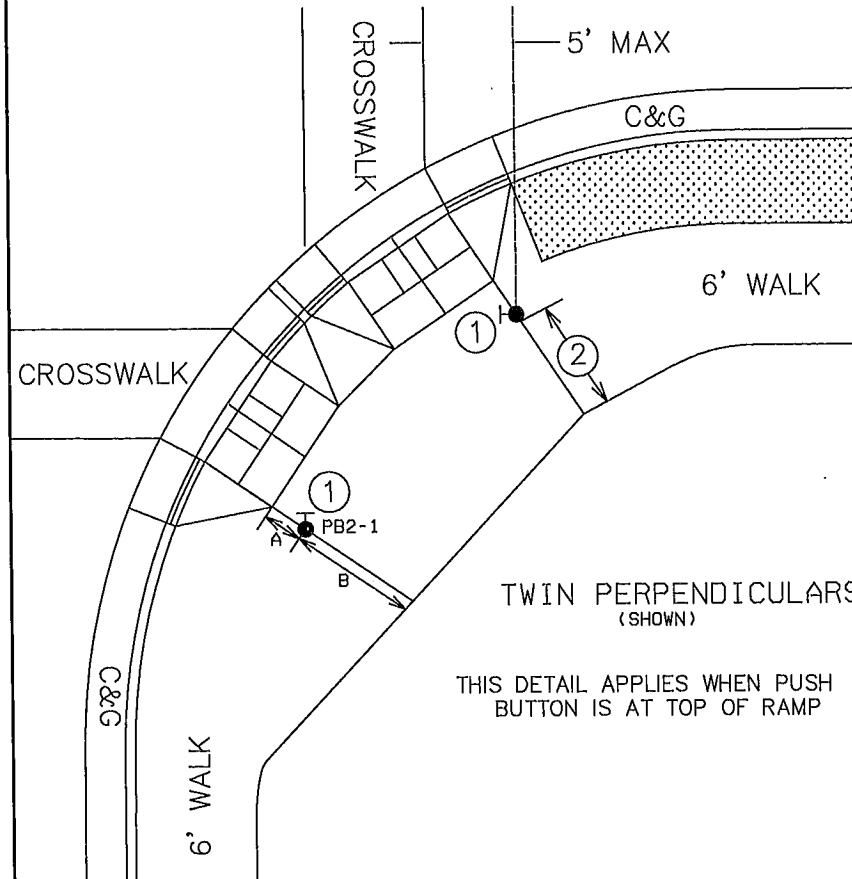 CROSSWALK
5' MAX
C&G
6' WALK
1
2
CROSSWALK
1
PB2-1
A
B
TWIN PERPENDICULARS
(SHOWN)
THIS DETAIL APPLIES WHEN PUSH
BUTTON IS AT TOP OF RAMP
C&G
6' WALK